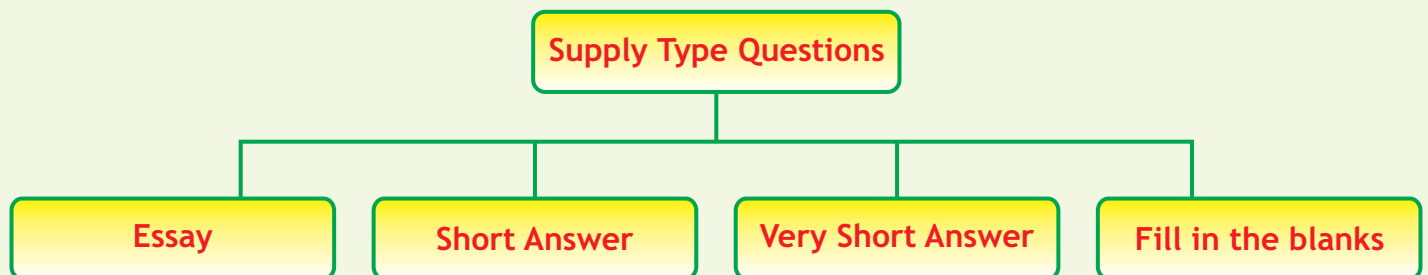 Supply Type Questions
Essay
Short Answer
Very Short Answer
Fill in the blanks